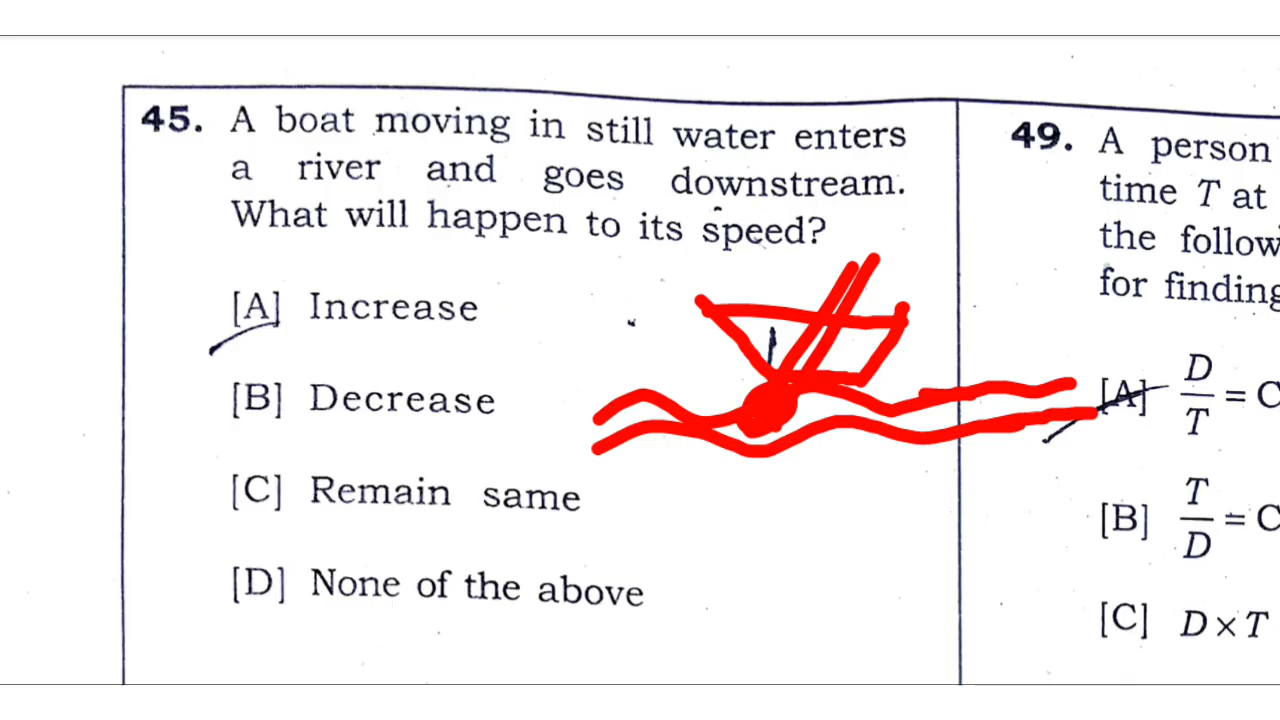 45. A boat moving in still water enters
a river and goes downstream.
What will happen to its speed?
[A] Increase
[B] Decrease
[C] Remain same
[D] None of the above
49. A person
time T at
the follow
for finding
[A] D/T = C
[B] T/D = C
[C] D × T